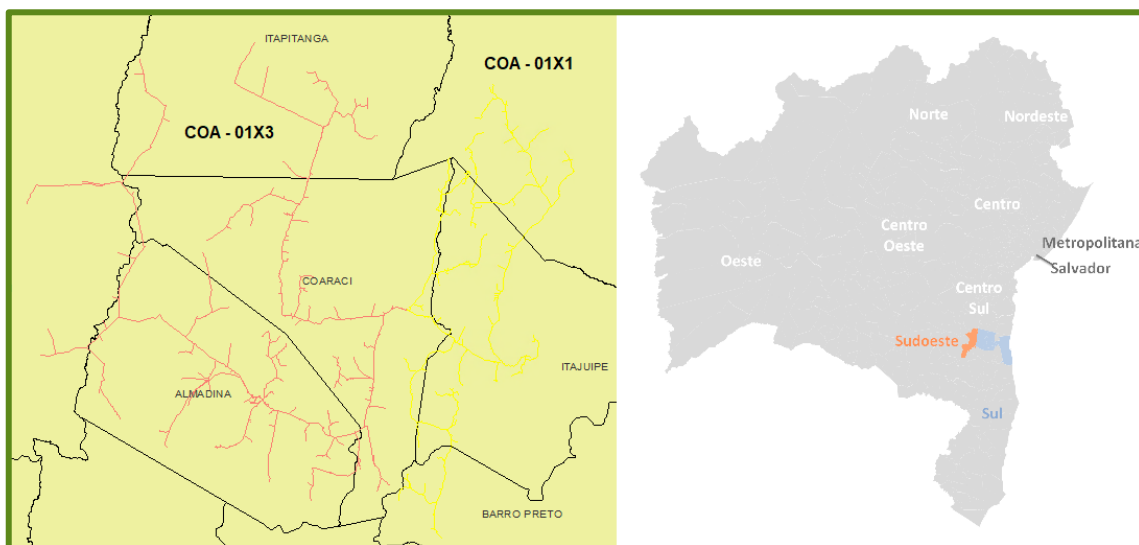 ITAPITANGA
COA - 01X1
COA - 01X3
COARACI
ITAJUIPE
ALMADINA
BARRO PRETO
Norte
Nordeste
Centro
Centro
Oeste
Metropolitana
Salvador
Oeste
Centro
Sul
Sudoeste
Sul